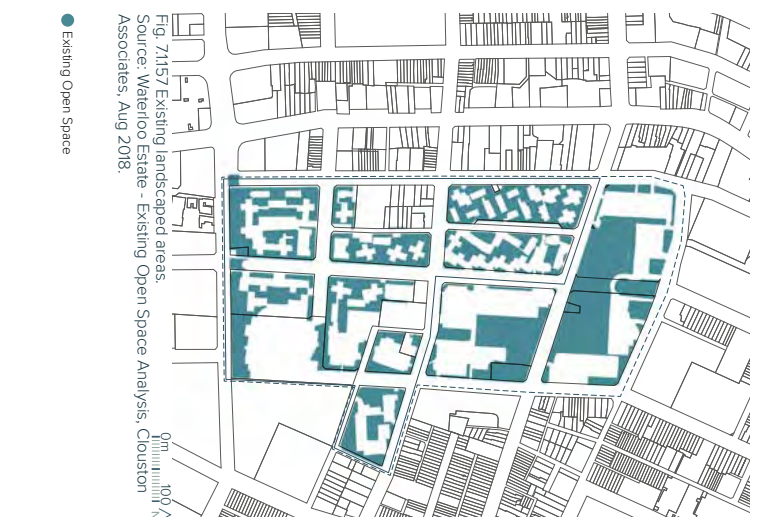 Existing Open Space
Fig. 7.1.157 Existing landscaped areas.
Source: Waterloo Estate - Existing Open Space Analysis, Clouston
Associates, Aug 2018.
0m 100